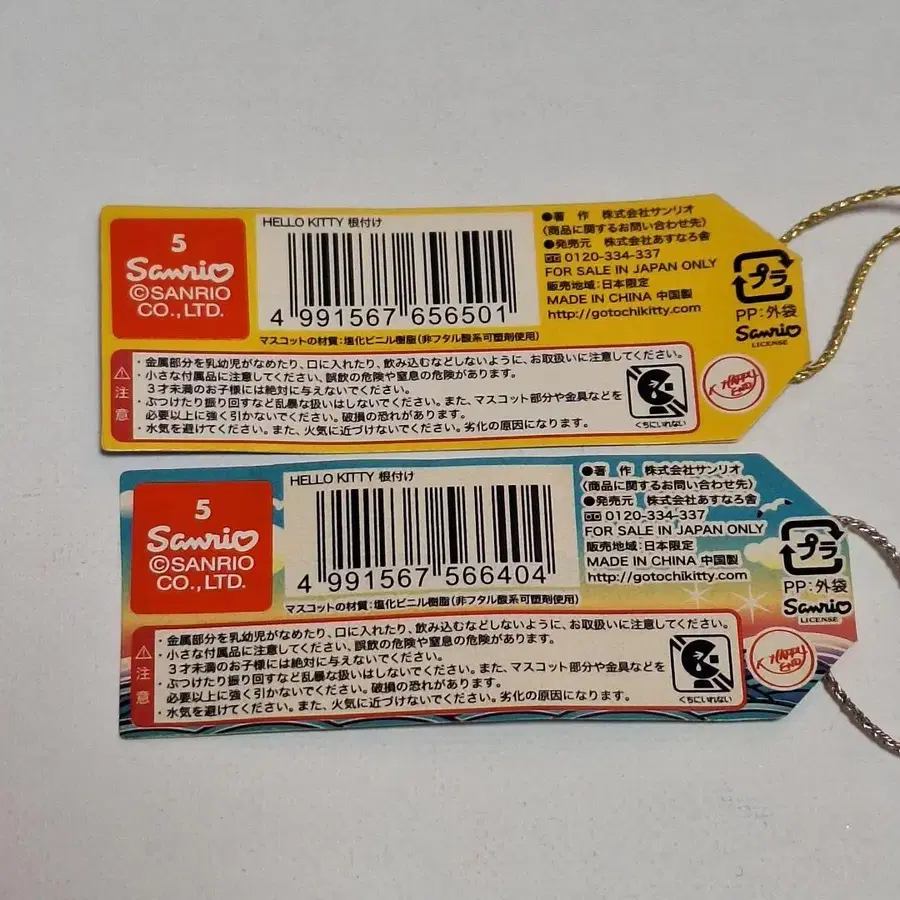 5
Sanrio
©SANRIO
CO.,LTD.
HELLO KITTY 根付け
4 991567 656501
マスコットの材質:塩化ビニル樹脂(非フタル酸系可塑剤使用)
●著 作 株式会社サンリオ
(商品に関するお問い合わせ先)
●発売元 株式会社あすなろ舎
0120-334-337
FOR SALE IN JAPAN ONLY
販売地域:日本限定
MADE IN CHINA 中国製
http://gotochikitty.com
プラ
PP:外袋
Sanrio
LICENSE
注意
・金属部分を乳幼児がなめたり、口に入れたり、飲み込むなどしないように、お取扱いに注意してください。
・小さな付属品に注意してください、誤飲の危険や窒息の危険があります。
3才未満のお子様には絶対に与えないでください。
・ぶつけたり振り回すなど乱暴な扱いはしないでください。また、マスコット部分や金具などを
必要以上に強く引かないでください。破損の恐れがあります。
・水気を避けてください。また、火気に近づけないでください。劣化の原因になります。
くちにいれない
HAPPY
END
5
Sanrio
©SANRIO
CO.,LTD.
HELLO KITTY 根付け
4 991567 566404
マスコットの材質:塩化ビニル樹脂(非フタル酸系可塑剤使用)
●著 作 株式会社サンリオ
(商品に関するお問い合わせ先)
●発売元 株式会社あすなろ舎
0120-334-337
FOR SALE IN JAPAN ONLY
販売地域:日本限定
MADE IN CHINA 中国製
http://gotochikitty.com
プラ
PP:外袋
Sanrio
LICENSE
注意
・金属部分を乳幼児がなめたり、口に入れたり、飲み込むなどしないように、お取扱いに注意してください。
・小さな付属品に注意してください、誤飲の危険や窒息の危険があります。
3才未満のお子様には絶対に与えないでください。
・ぶつけたり振り回すなど乱暴な扱いはしないでください。また、マスコット部分や金具などを
必要以上に強く引かないでください。破損の恐れがあります。
・水気を避けてください。また、火気に近づけないでください。劣化の原因になります。
くちにいれない
HAPPY
END